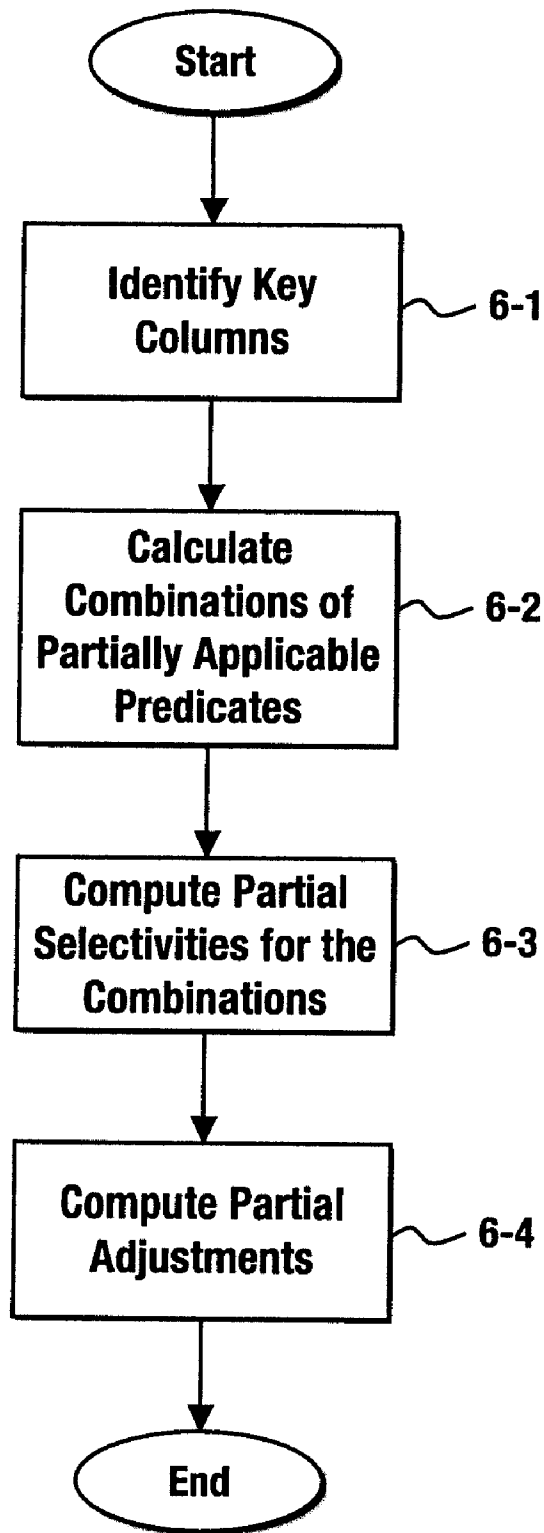 Start
Identify Key
Columns
6-1
Calculate
Combinations of
Partially Applicable
Predicates
6-2
Compute Partial
Selectivities for the
Combinations
6-3
Compute Partial
Adjustments
6-4
End